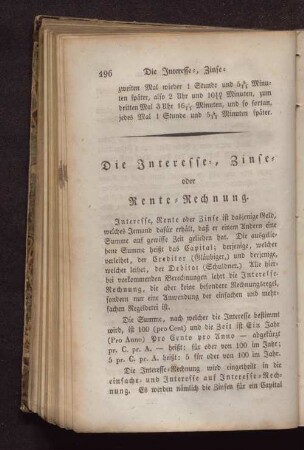 196 Die Interesse-, Zinse-
zweiten Mal wieder 1 Stunde und 5 5/11 Minu-
ten später, also 2 Uhr und 10 10/11 Minuten, zum
dritten Mal 3 Uhr 16 4/11 Minuten, und so fortan,
jedes Mal 1 Stunde und 5 5/11 Minuten später.
Die Interesse-, Zinse-
oder
Rente-Rechnung.
Interesse, Rente oder Zinse ist dasjenige Geld,
welches Jemand dafür erhält, daß er einem Andern eine
Summe auf gewisse Zeit geliehen hat. Die ausgelie-
hene Summe heißt das Capital; derjenige, welcher
verleihet, der Creditor (Gläubiger), und derjenige,
welcher leihet, der Debitor (Schuldner). Alle hier-
bei vorkommenden Berechnungen lehrt die Interesse-
Rechnung, die aber keine besondere Rechnungsregel,
sondern nur eine Anwendung der einfachen und mehr-
fachen Regeldetri ist.
Die Summe, nach welcher die Interesse bestimmt
wird, ist 100 (pro Cent) und die Zeit ist Ein Jahr
(Pro Anno) Pro Cento pro Anno — abgekürzt
pr. C. pr. A. — heißt: für oder von 100 im Jahr;
5 pr. C. pr. A. heißt: 5 für oder von 100 im Jahr.
Die Interesse-Rechnung wird eingetheilt in die
einfache- und Interesse auf Interesse-Rech-
nung. Es werden nämlich die Zinsen für ein Capital